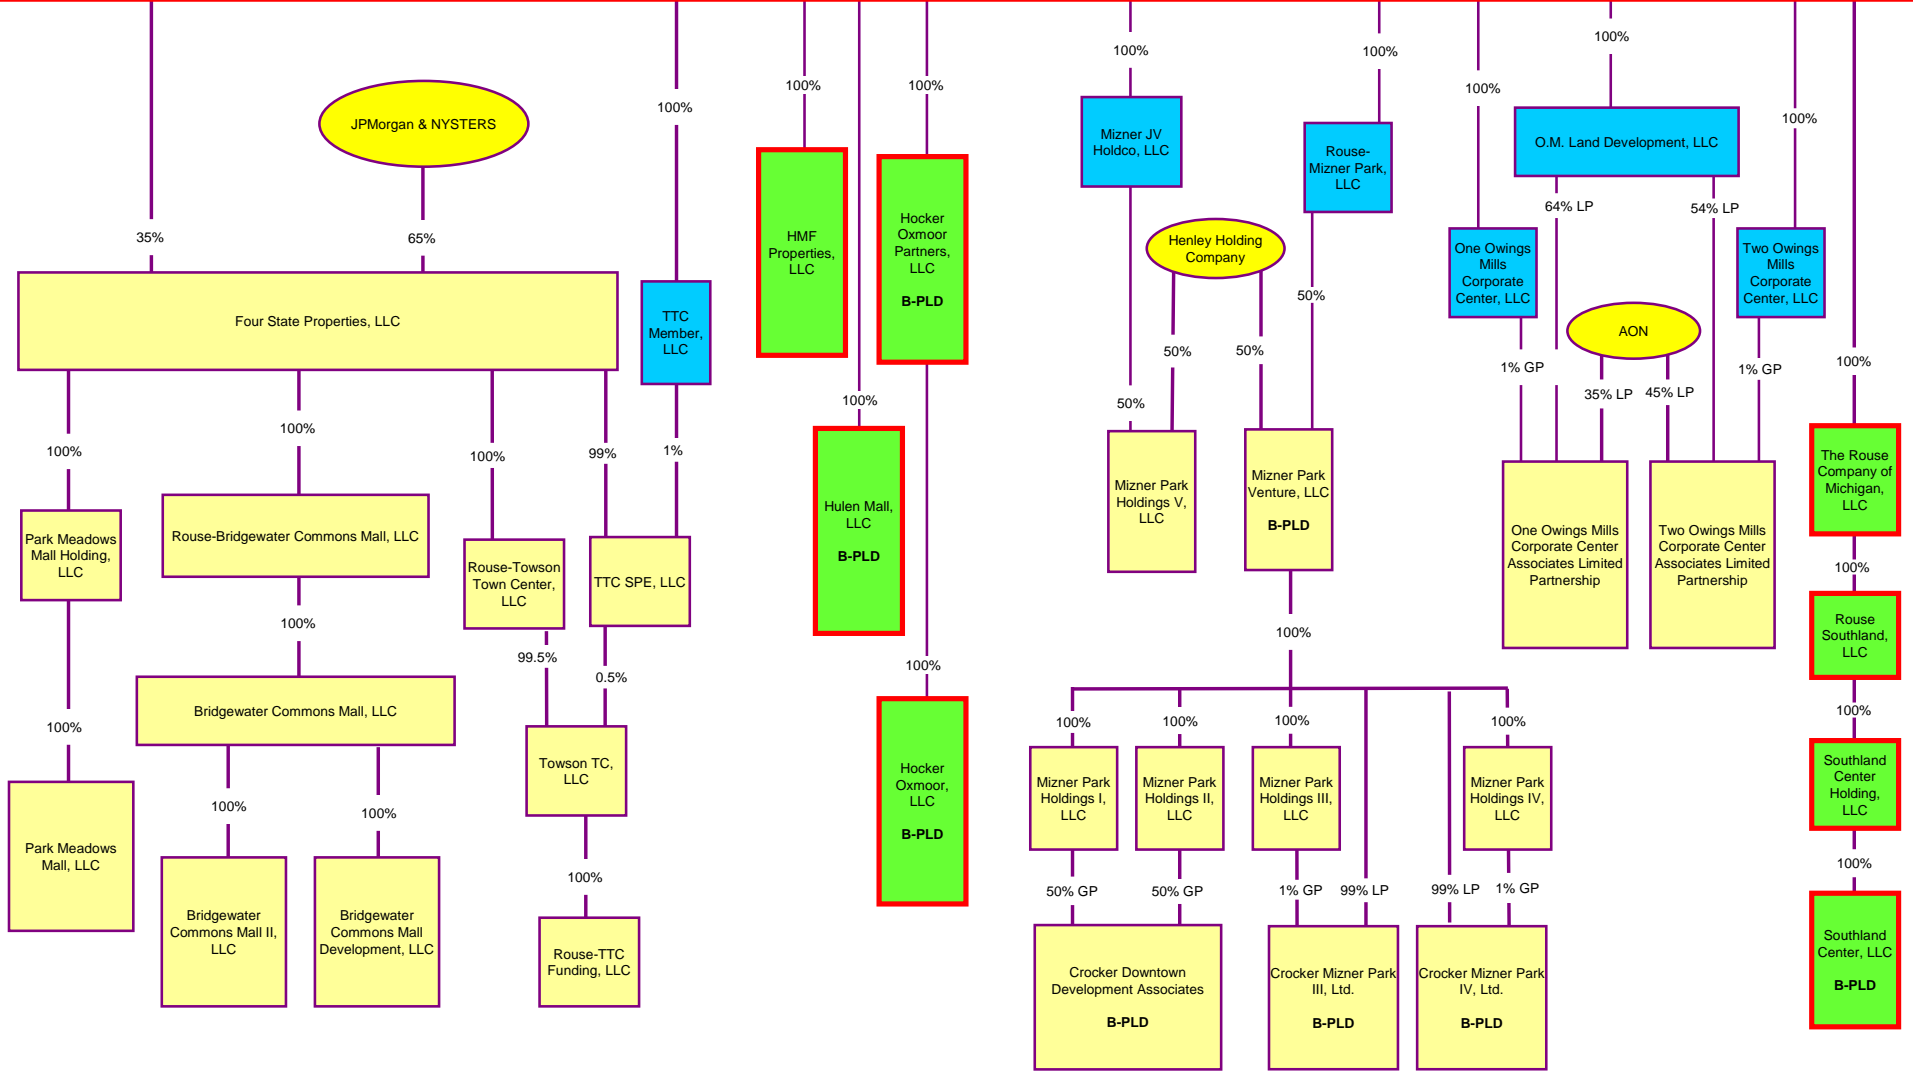 JPMorgan & NYSTERS
35%
65%
Four State Properties, LLC
100%
100%
100%
99%
Park Meadows
Mall Holding,
LLC
100%
Park Meadows
Mall, LLC
Rouse-Bridgewater Commons Mall, LLC
100%
Bridgewater Commons Mall, LLC
100%
100%
Bridgewater
Commons Mall II,
LLC
Bridgewater
Commons Mall
Development, LLC
Rouse-Towson
Town Center,
LLC
99.5%
100%
TTC
Member,
LLC
1%
TTC SPE, LLC
0.5%
Towson TC,
LLC
100%
Rouse-TTC
Funding, LLC
100%
HMF
Properties,
LLC
100%
Hulen Mall,
LLC
B-PLD
100%
Hocker
Oxmoor
Partners,
LLC
B-PLD
100%
Hocker
Oxmoor,
LLC
B-PLD
100%
Mizner JV
Holdco, LLC
50%
100%
Rouse-
Mizner Park,
LLC
50%
Henley Holding
Company
50%
50%
Mizner Park
Holdings V,
LLC
Mizner Park
Venture, LLC
B-PLD
100%
100%
100%
100%
100%
Mizner Park
Holdings I,
LLC
Mizner Park
Holdings II,
LLC
Mizner Park
Holdings III,
LLC
Mizner Park
Holdings IV,
LLC
50% GP
50% GP
1% GP
99% LP
99% LP
1% GP
Crocker Downtown
Development Associates
B-PLD
Crocker Mizner Park
III, Ltd.
B-PLD
Crocker Mizner Park
IV, Ltd.
B-PLD
100%
One Owings
Mills
Corporate
Center, LLC
1% GP
100%
O.M. Land Development, LLC
64% LP
54% LP
100%
Two Owings
Mills
Corporate
Center, LLC
1% GP
AON
35% LP
45% LP
One Owings Mills
Corporate Center
Associates Limited
Partnership
Two Owings Mills
Corporate Center
Associates Limited
Partnership
100%
The Rouse
Company of
Michigan,
LLC
100%
Rouse
Southland,
LLC
100%
Southland
Center
Holding,
LLC
100%
Southland
Center, LLC
B-PLD